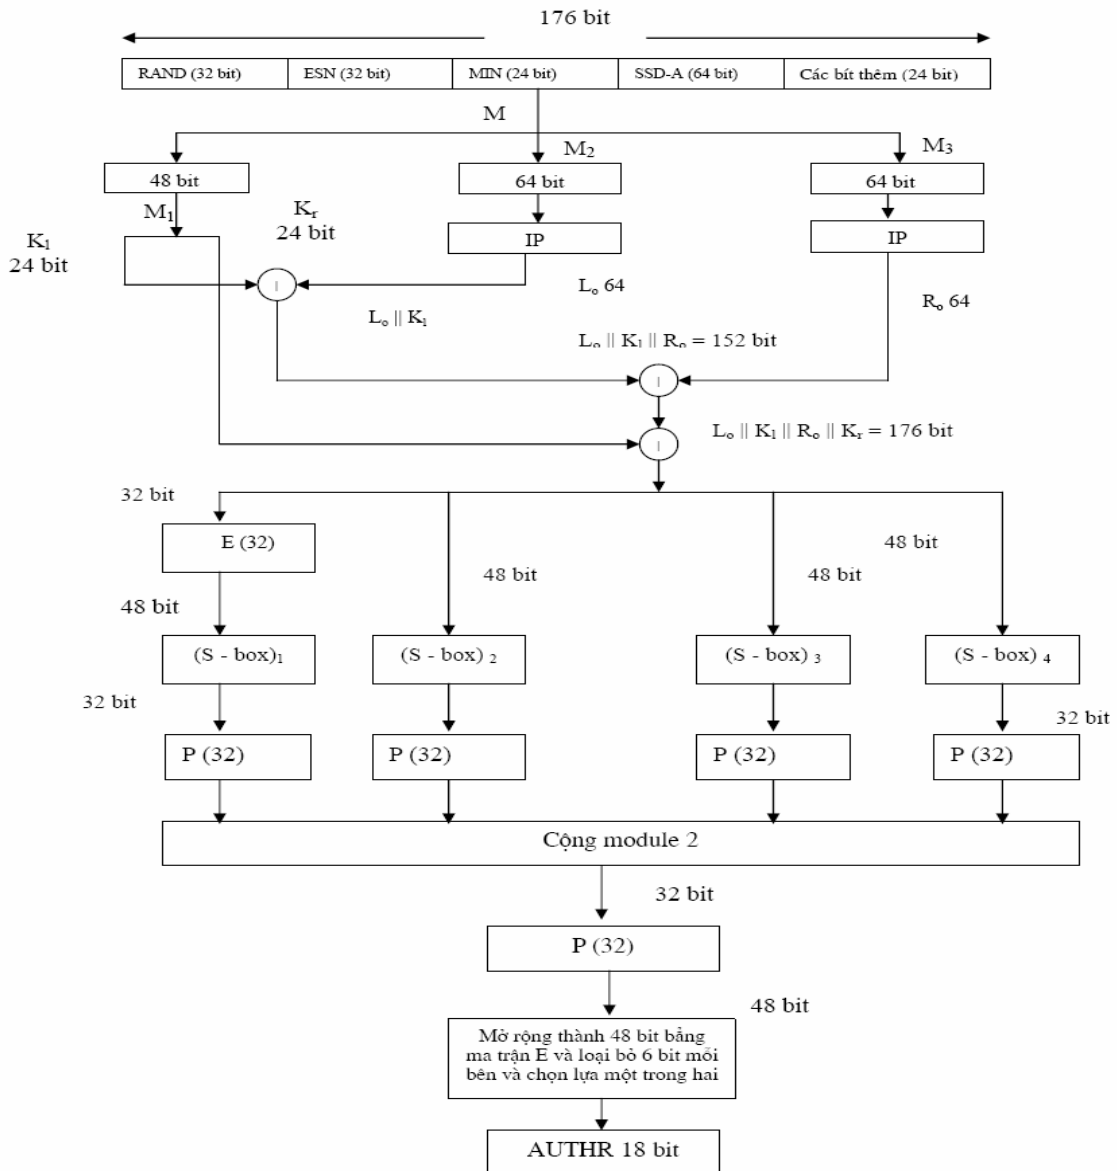 176 bit
RAND (32 bit) ESN (32 bit) MIN (24 bit) SSD-A (64 bit) Các bít thêm (24 bit)
M
M2
M3
48 bit
64 bit
64 bit
M1
Kr
24 bit
Kl
24 bit
IP
IP
Lo 64
Ro 64
Lo || Kl
Lo || Kl || Ro = 152 bit
Lo || Kl || Ro || Kr = 176 bit
32 bit
E (32)
48 bit
48 bit
48 bit
48 bit
(S - box)1
(S - box) 2
(S - box) 3
(S - box) 4
32 bit
32 bit
P (32)
P (32)
P (32)
P (32)
Cộng module 2
32 bit
P (32)
48 bit
Mở rộng thành 48 bit bằng
ma trận E và loại bỏ 6 bit mỗi
bên và chọn lựa một trong hai
AUTHR 18 bit